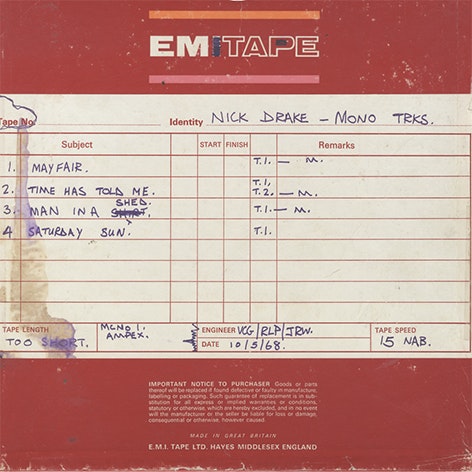 EMITAPE
Tape No. Identity NICK DRAKE - MONO TRKS.
Subject START FINISH Remarks
1. MAYFAIR. T.1. — M.
2. TIME HAS TOLD ME. T.1, T.2. — M.
SHED.
3. MAN IN A SHIRT. T.1. — M.
4 SATURDAY SUN. T.1.
TAPE LENGTH MONO 1. ENGINEER VCG/RLP/JRW. TAPE SPEED
TOO SHORT. AMPEX. DATE 10/5/68. 15 NAB.
IMPORTANT NOTICE TO PURCHASER Goods or parts
thereof will be replaced if found defective or faulty in manufacture,
labelling or packaging. Such guarantee of replacement is in sub-
stitution for all express or implied warranties or conditions,
statutory or otherwise, which are hereby excluded, and in no event
will the manufacturer or the seller be liable for loss or damage,
consequential or otherwise, however caused.
MADE IN GREAT BRITAIN
E.M.I. TAPE LTD. HAYES MIDDLESEX ENGLAND